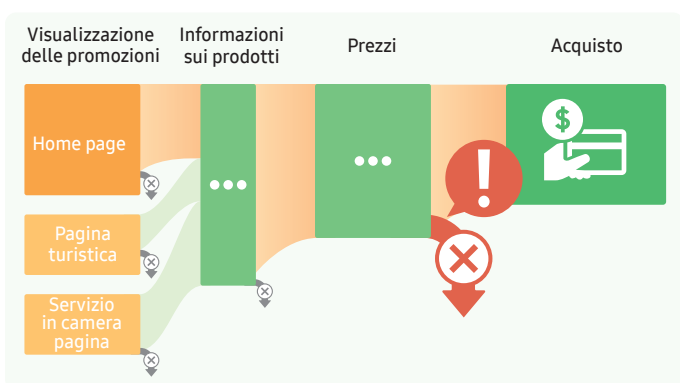 Visualizzazione
delle promozioni
Informazioni
sui prodotti
Prezzi
Acquisto
Home page
Pagina
turistica
Servizio
in camera
pagina
$
!